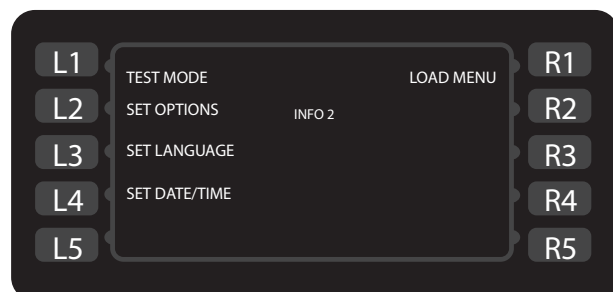 L1 TEST MODE LOAD MENU R1
L2 SET OPTIONS INFO 2 R2
L3 SET LANGUAGE R3
L4 SET DATE/TIME R4
L5 R5